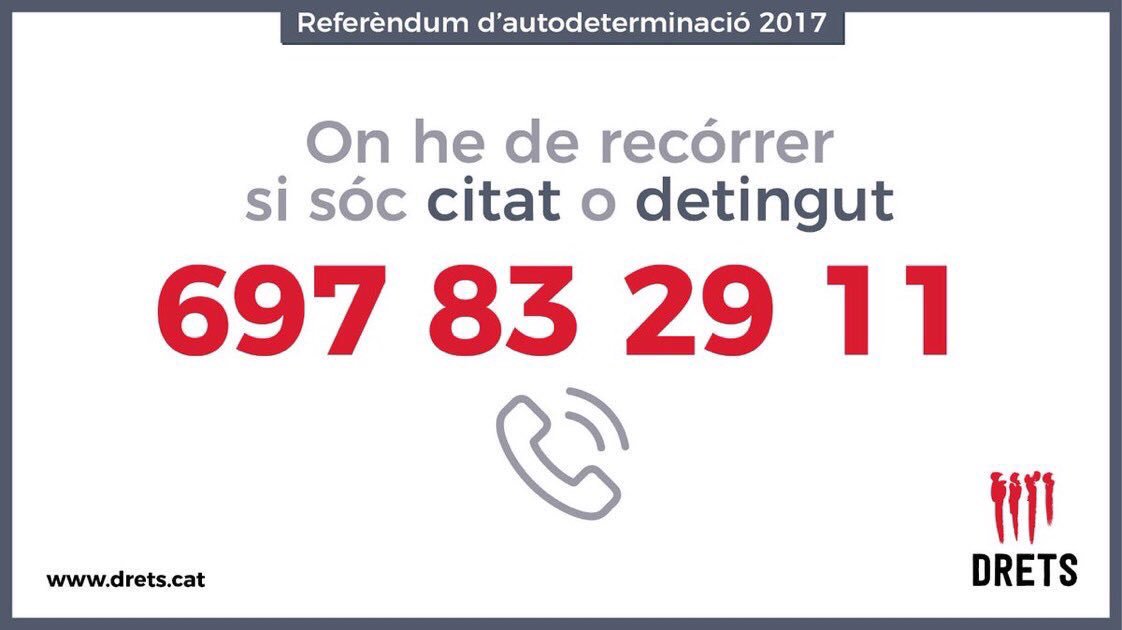 Referèndum d'autodeterminació 2017
On he de recórrer
si sóc citat o detingut
697 83 29 11
www.drets.cat
DRETS